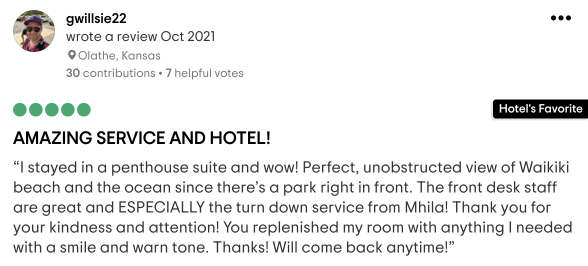 gwillsie22
wrote a review Oct 2021
Olathe, Kansas
30 contributions • 7 helpful votes
Hotel's Favorite
AMAZING SERVICE AND HOTEL!
“I stayed in a penthouse suite and wow! Perfect, unobstructed view of Waikiki
beach and the ocean since there’s a park right in front. The front desk staff
are great and ESPECIALLY the turn down service from Mhila! Thank you for
your kindness and attention! You replenished my room with anything I needed
with a smile and warn tone. Thanks! Will come back anytime!”